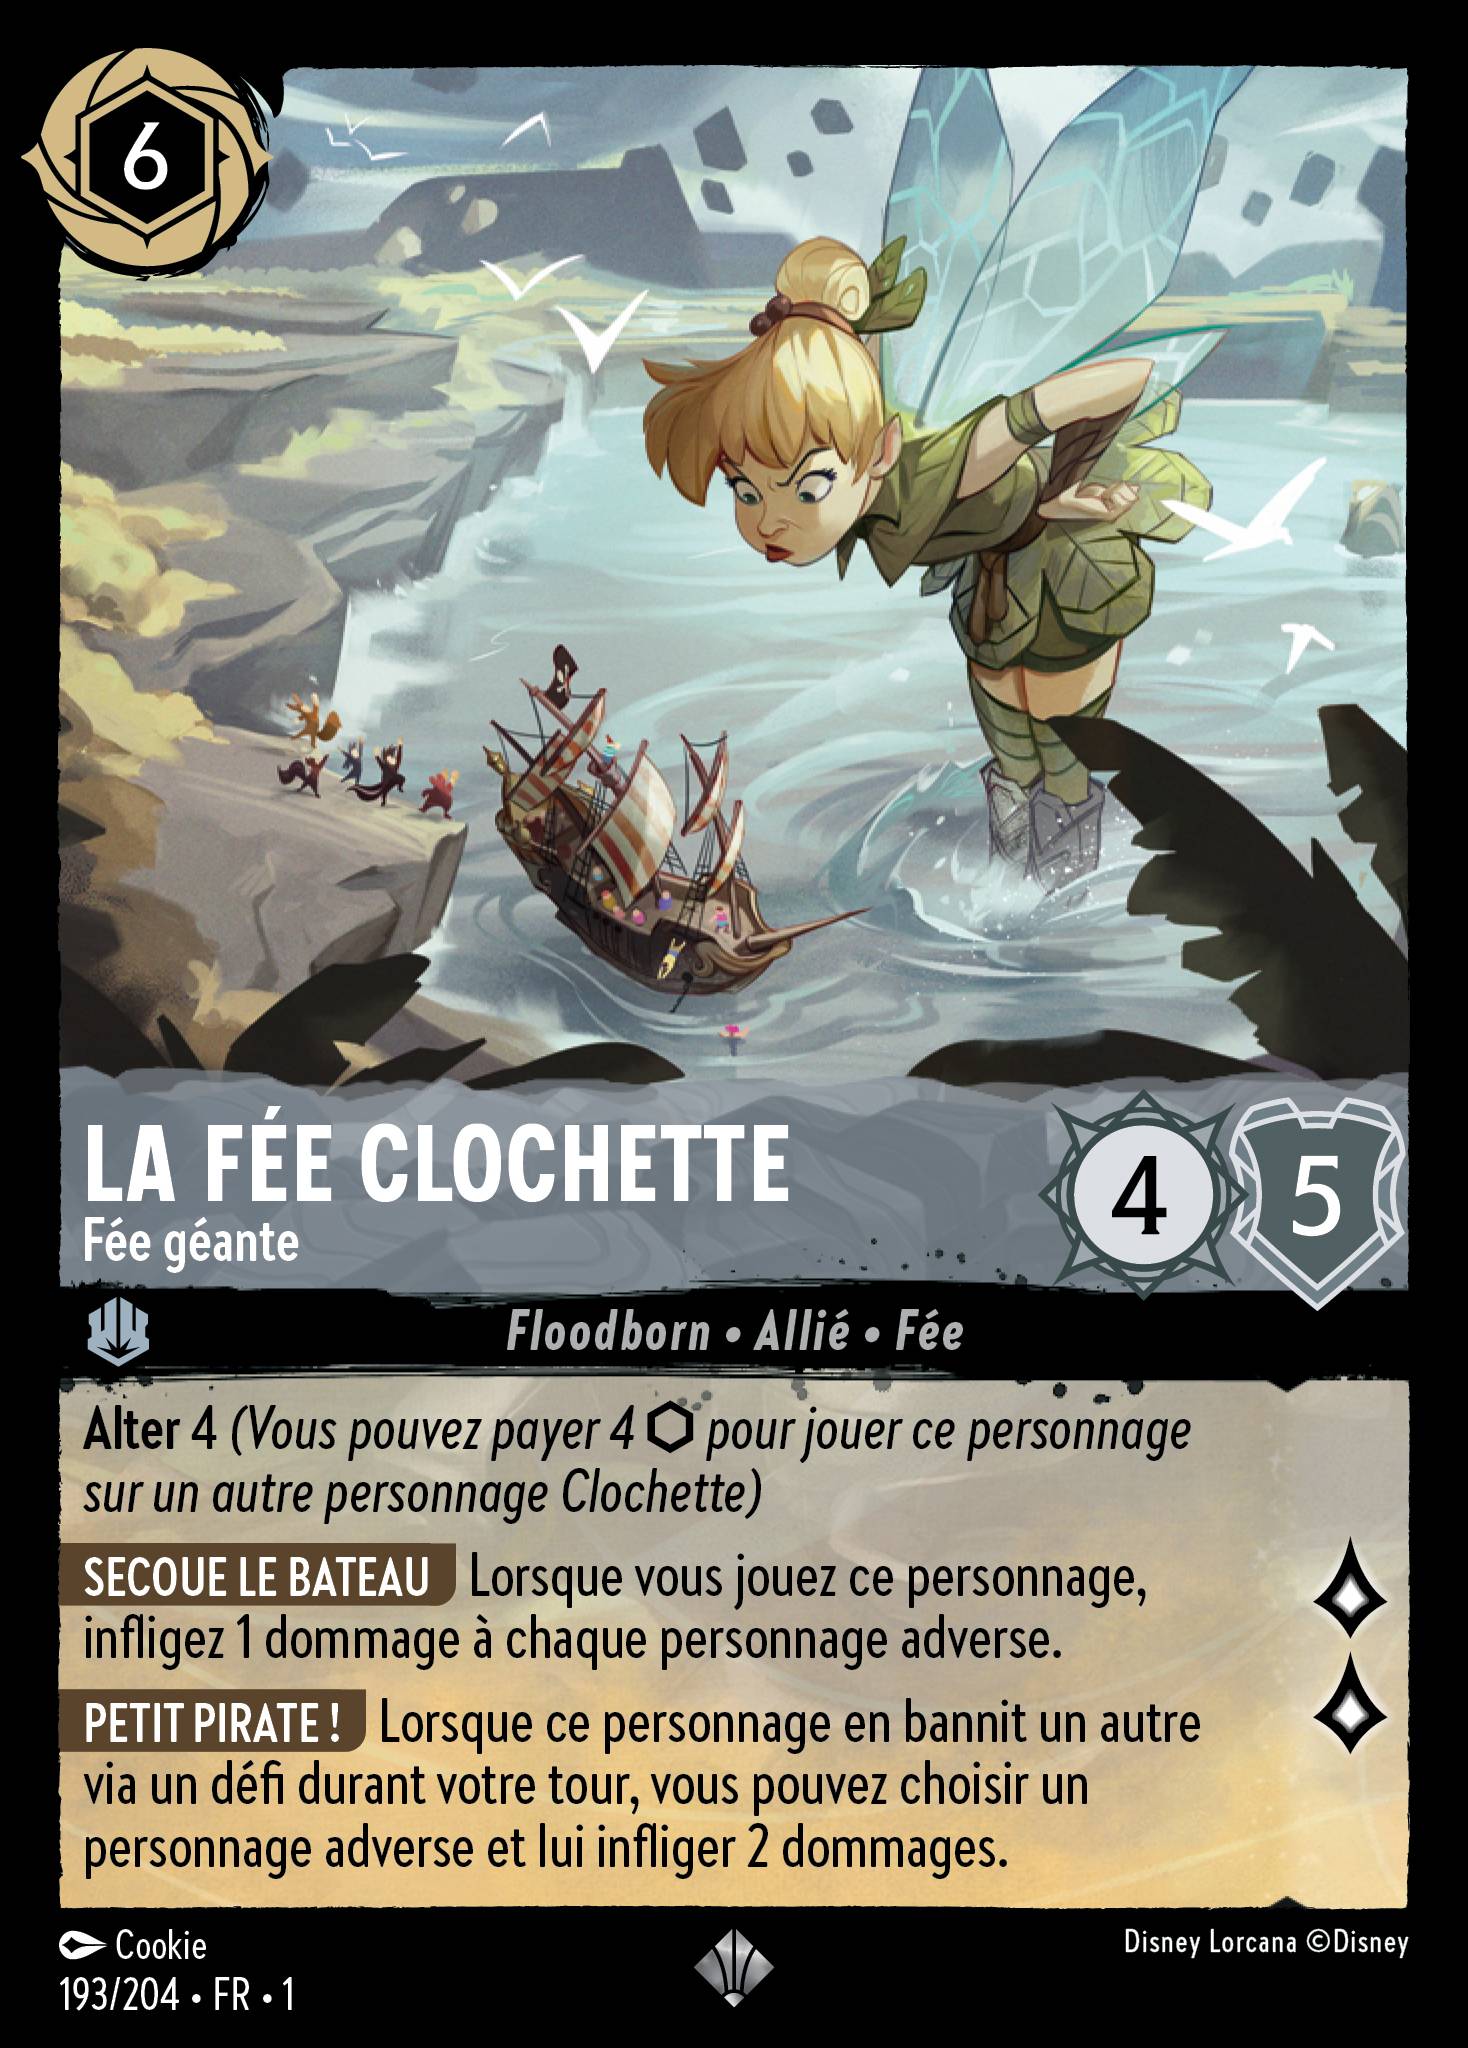 6
LA FÉE CLOCHETTE
Fée géante
4
5
Floodborn • Allié • Fée
Alter 4 (Vous pouvez payer 4 ⬡ pour jouer ce personnage
sur un autre personnage Clochette)
SECOUE LE BATEAU Lorsque vous jouez ce personnage,
infligez 1 dommage à chaque personnage adverse.
PETIT PIRATE ! Lorsque ce personnage en bannit un autre
via un défi durant votre tour, vous pouvez choisir un
personnage adverse et lui infliger 2 dommages.
Cookie
Disney Lorcana ©Disney
193/204 • FR • 1